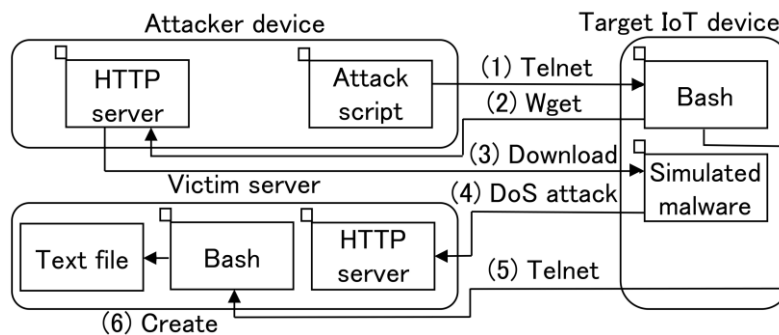 Attacker device
Target IoT device
HTTP
server
Attack
script
(1) Telnet
(2) Wget
Bash
(3) Download
Simulated
malware
Victim server
(4) DoS attack
Text file
Bash
HTTP
server
(5) Telnet
(6) Create